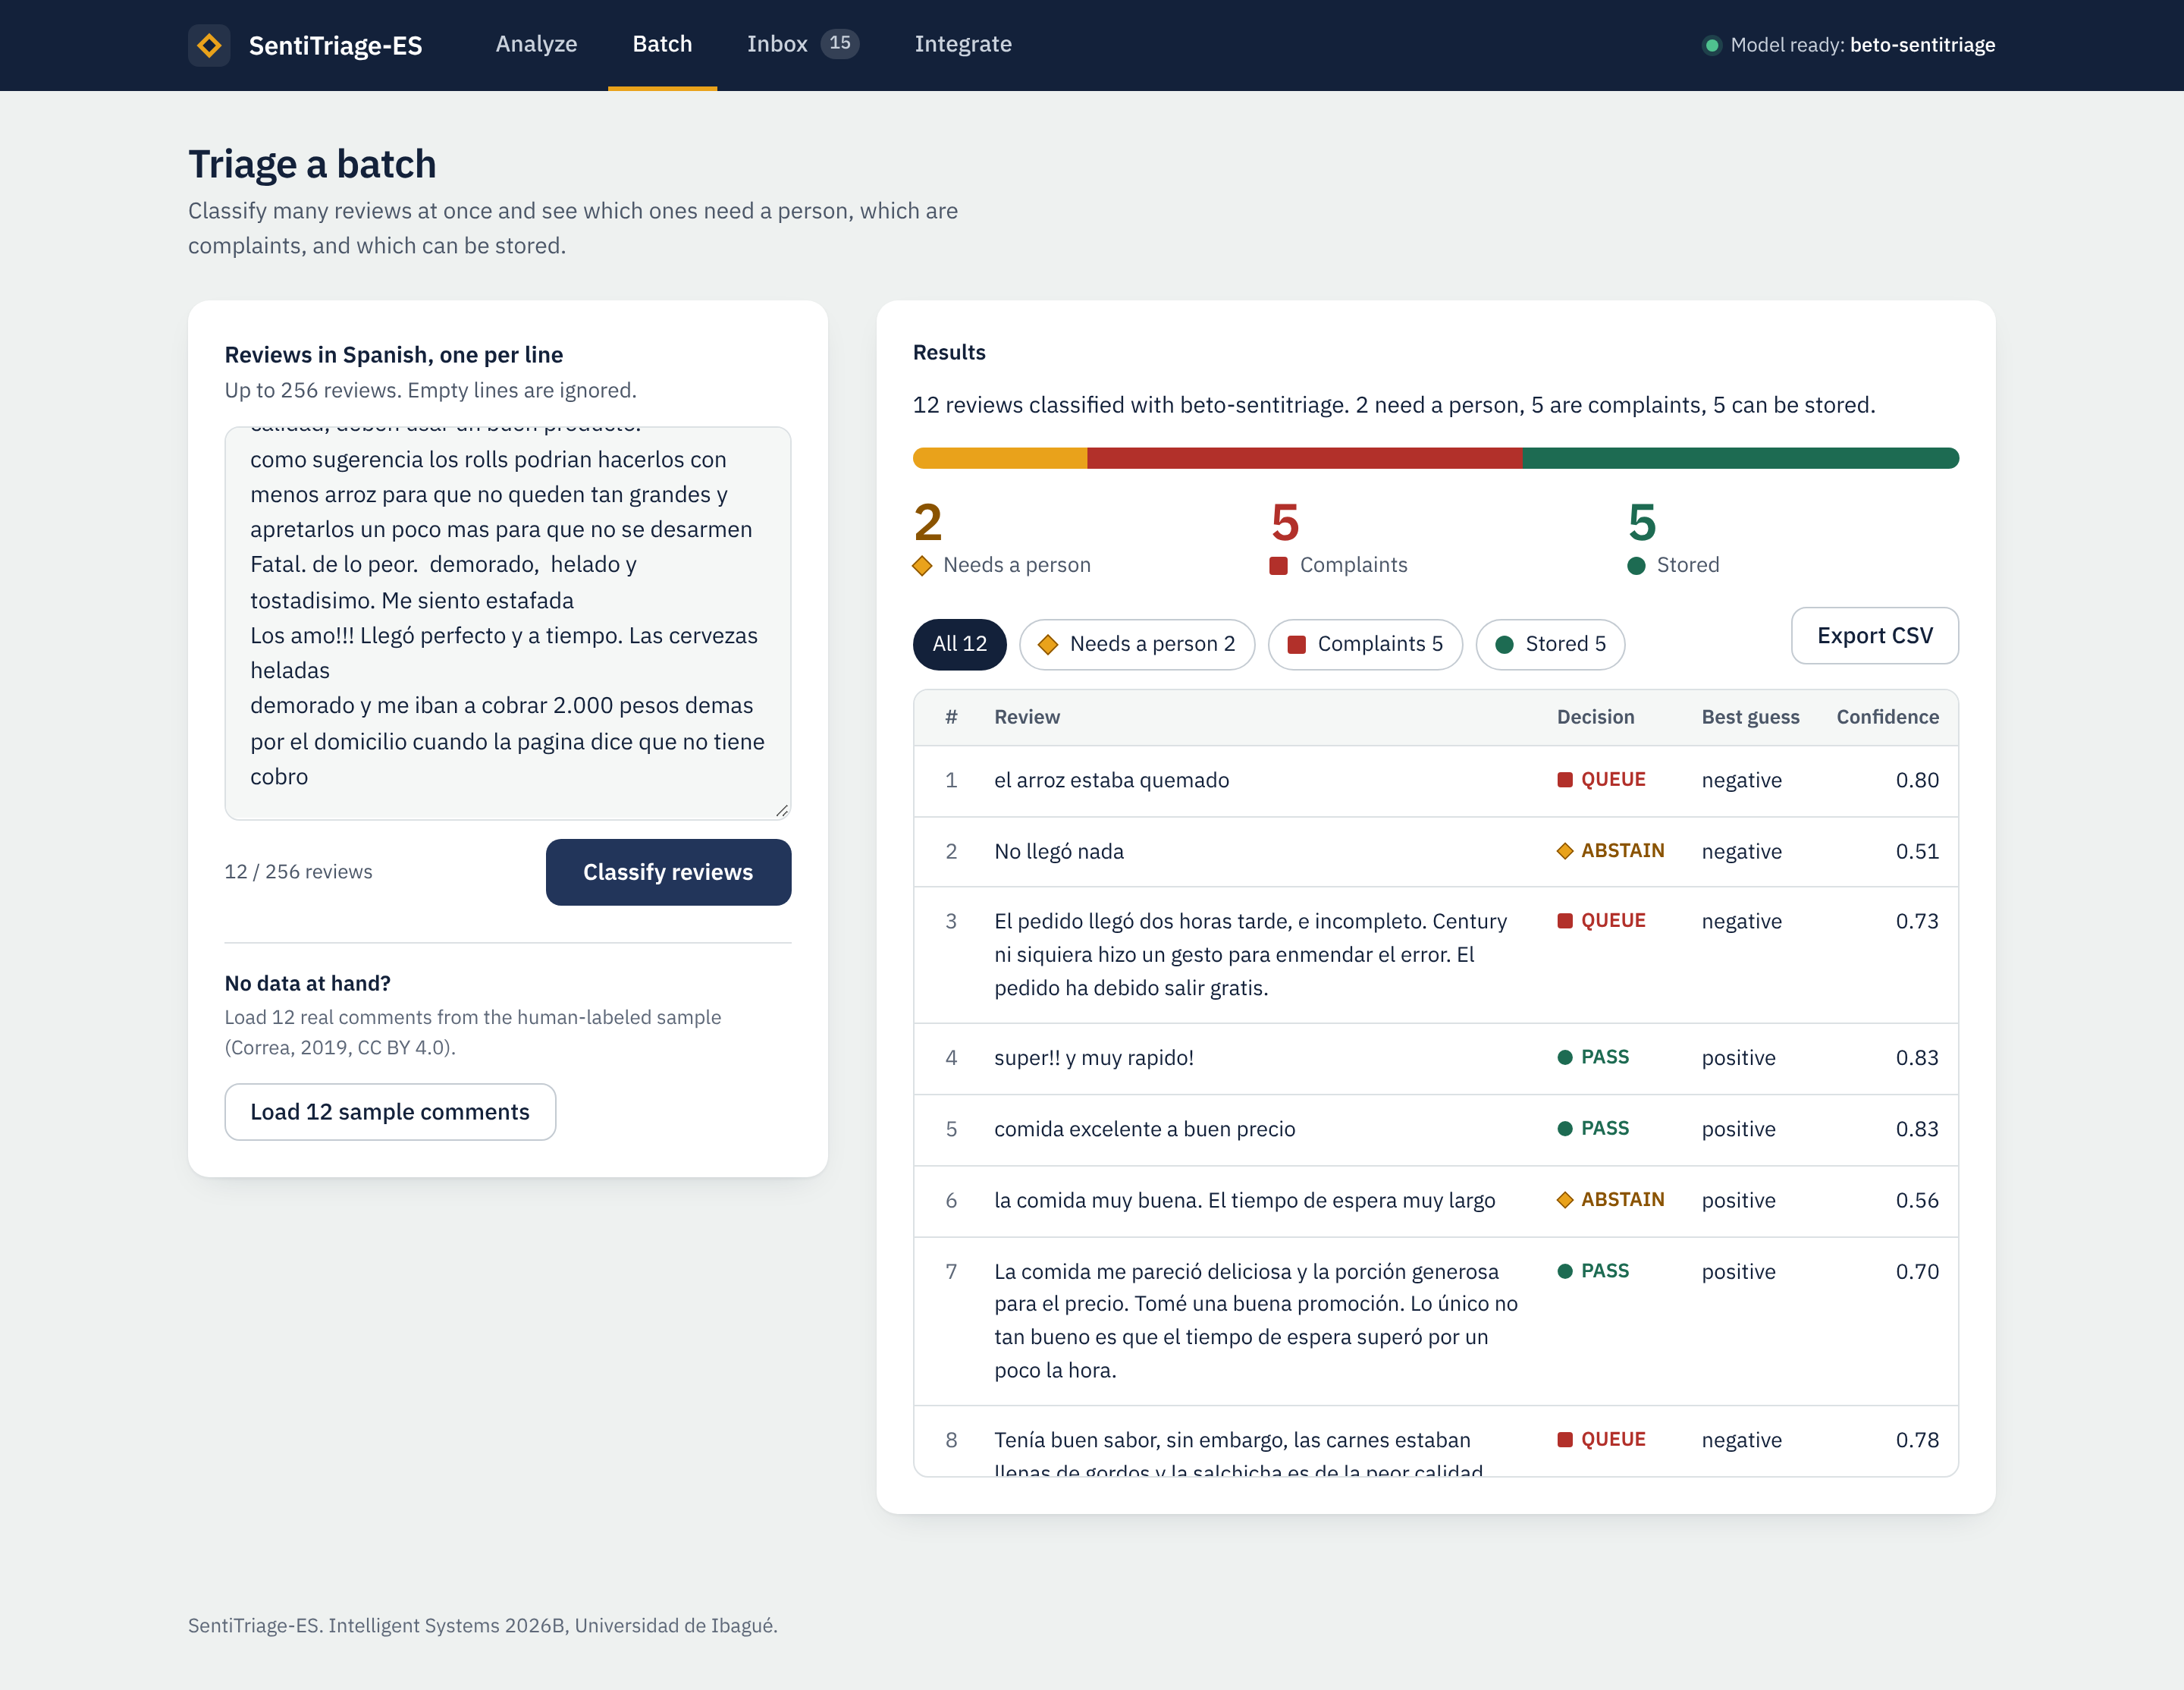 SentiTriage-ES
Analyze
Batch
Inbox 15
Integrate
Model ready: beto-sentitriage
Triage a batch
Classify many reviews at once and see which ones need a person, which are
complaints, and which can be stored.
Reviews in Spanish, one per line
Up to 256 reviews. Empty lines are ignored.
calidad, deben usar un buen producto.
como sugerencia los rolls podrian hacerlos con
menos arroz para que no queden tan grandes y
apretarlos un poco mas para que no se desarmen
Fatal. de lo peor.  demorado,  helado y
tostadisimo. Me siento estafada
Los amo!!! Llegó perfecto y a tiempo. Las cervezas
heladas
demorado y me iban a cobrar 2.000 pesos demas
por el domicilio cuando la pagina dice que no tiene
cobro
12 / 256 reviews
Classify reviews
No data at hand?
Load 12 real comments from the human-labeled sample
(Correa, 2019, CC BY 4.0).
Load 12 sample comments
Results
12 reviews classified with beto-sentitriage. 2 need a person, 5 are complaints, 5 can be stored.
2
Needs a person
5
Complaints
5
Stored
All 12
Needs a person 2
Complaints 5
Stored 5
Export CSV
# Review Decision Best guess Confidence
1 el arroz estaba quemado QUEUE negative 0.80
2 No llegó nada ABSTAIN negative 0.51
3 El pedido llegó dos horas tarde, e incompleto. Century QUEUE negative 0.73
ni siquiera hizo un gesto para enmendar el error. El
pedido ha debido salir gratis.
4 super!! y muy rapido! PASS positive 0.83
5 comida excelente a buen precio PASS positive 0.83
6 la comida muy buena. El tiempo de espera muy largo ABSTAIN positive 0.56
7 La comida me pareció deliciosa y la porción generosa PASS positive 0.70
para el precio. Tomé una buena promoción. Lo único no
tan bueno es que el tiempo de espera superó por un
poco la hora.
8 Tenía buen sabor, sin embargo, las carnes estaban QUEUE negative 0.78
llenas de gordos y la salchicha es de la peor calidad
SentiTriage-ES. Intelligent Systems 2026B, Universidad de Ibagué.